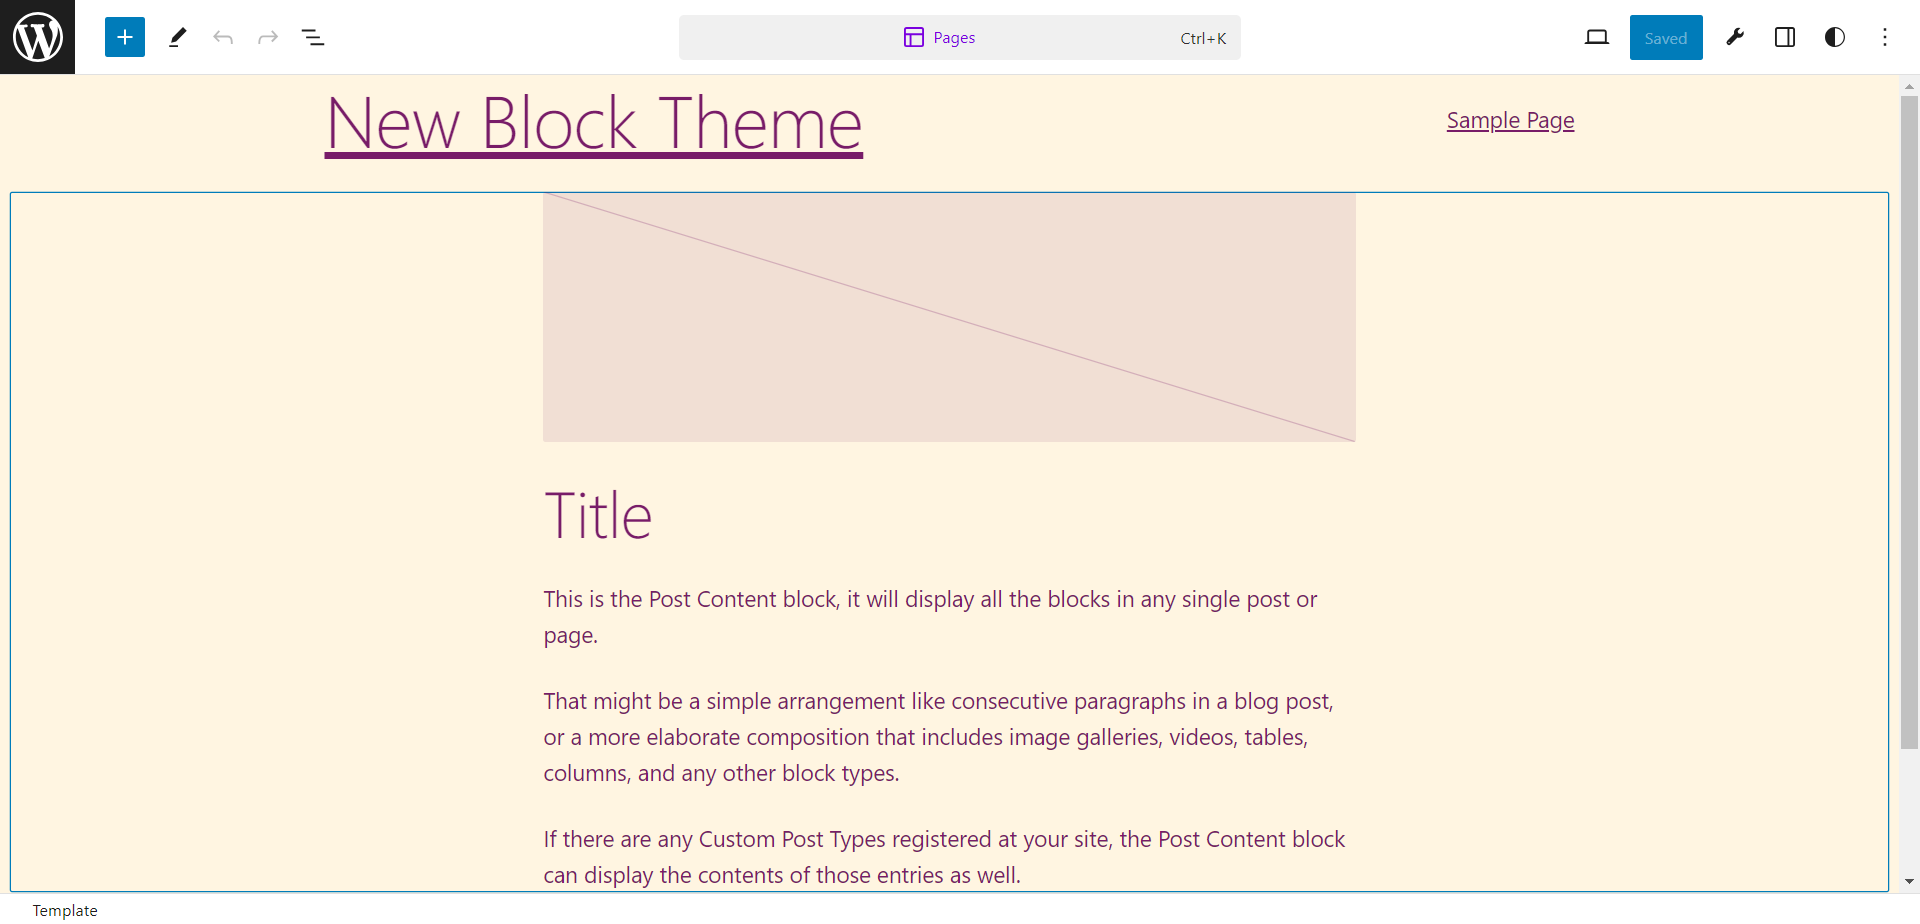 Pages
Ctrl+K
Saved
New Block Theme
Sample Page
Title
This is the Post Content block, it will display all the blocks in any single post or
page.
That might be a simple arrangement like consecutive paragraphs in a blog post,
or a more elaborate composition that includes image galleries, videos, tables,
columns, and any other block types.
If there are any Custom Post Types registered at your site, the Post Content block
can display the contents of those entries as well.
Template